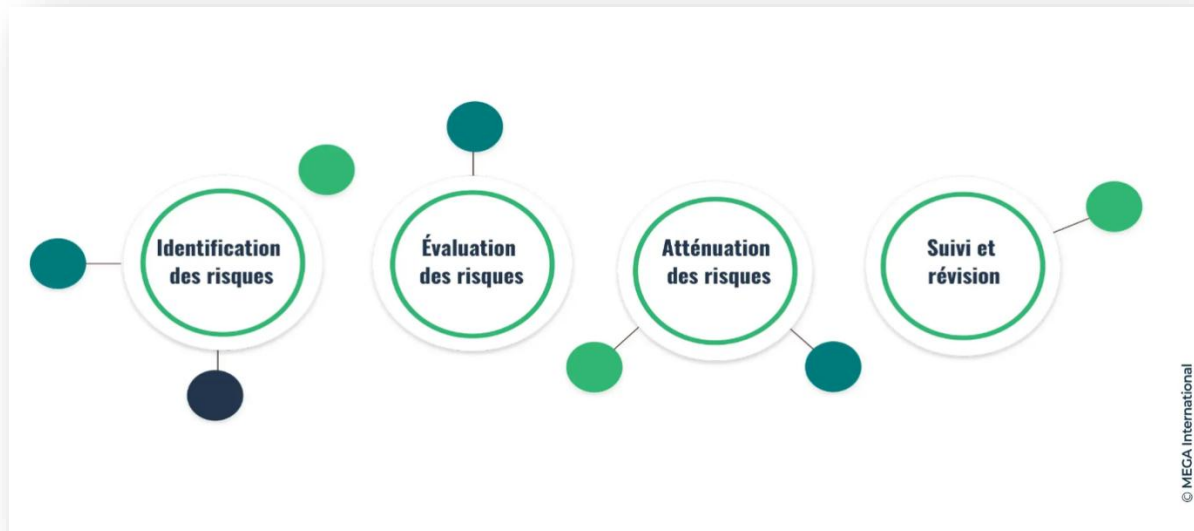 Identification
des risques
Évaluation
des risques
Atténuation
des risques
Suivi et
révision
© MEGA International